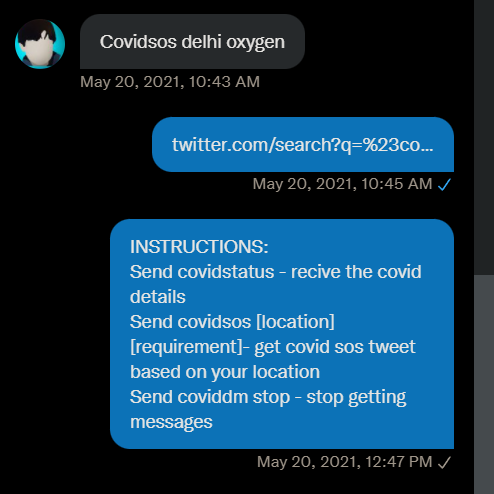 Covidsos delhi oxygen
May 20, 2021, 10:43 AM
twitter.com/search?q=%23co...
May 20, 2021, 10:45 AM
INSTRUCTIONS:
Send covidstatus - recive the covid
details
Send covidsos [location]
[requirement]- get covid sos tweet
based on your location
Send coviddm stop - stop getting
messages
May 20, 2021, 12:47 PM